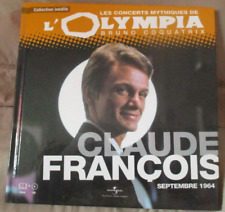 Collection inédite
LES CONCERTS MYTHIQUES DE
L'OLYMPIA
BRUNO COQUATRIX
CLAUDE
FRANÇOIS
SEPTEMBRE 1964